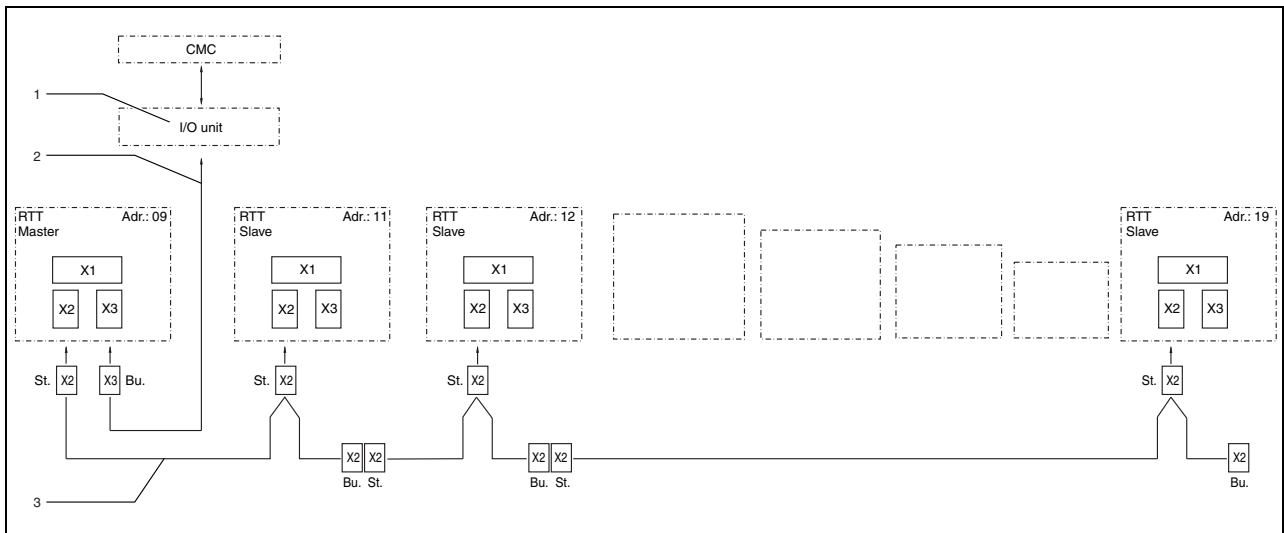 CMC
1
I/O unit
2
RTT Adr.: 09
Master
X1
X2 X3
RTT Adr.: 11
Slave
X1
X2 X3
RTT Adr.: 12
Slave
X1
X2 X3
RTT Adr.: 19
Slave
X1
X2 X3
St. X2 X3 Bu.
St. X2
St. X2
St. X2
X2 X2
Bu. St.
X2 X2
Bu. St.
X2
Bu.
3